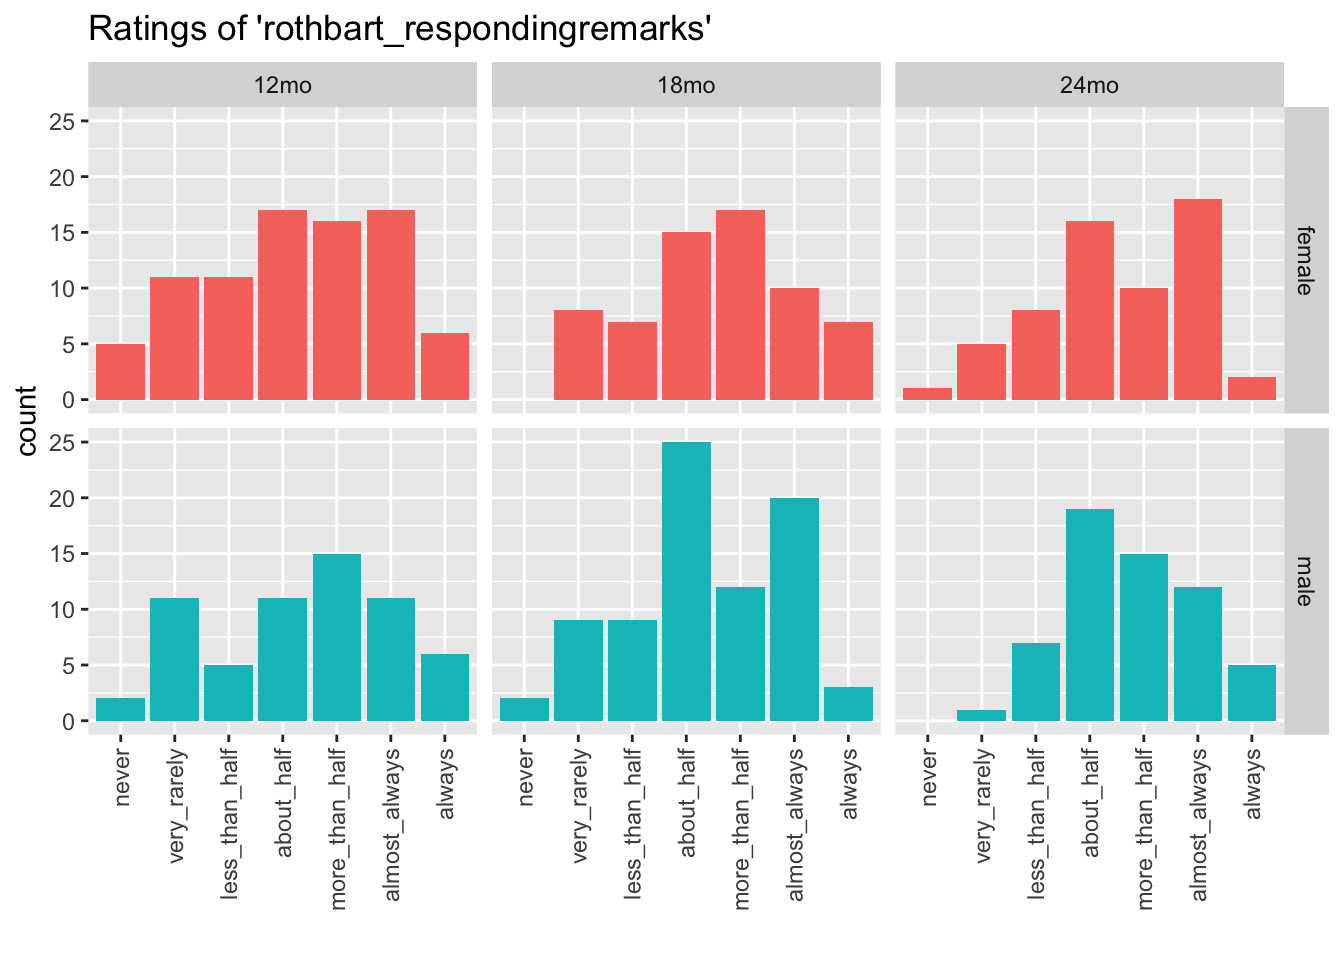 Ratings of 'rothbart_respondingremarks'
12mo 18mo 24mo
25
20
15
10
5
0
female
count
25
20
15
10
5
0
male
never very_rarely less_than_half about_half more_than_half almost_always always never very_rarely less_than_half about_half more_than_half almost_always always never very_rarely less_than_half about_half more_than_half almost_always always